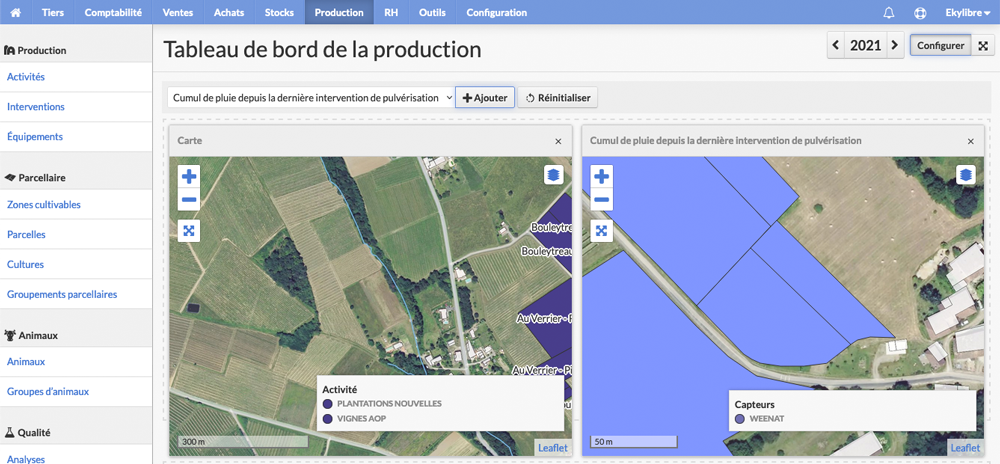 Tiers Comptabilité Ventes Achats Stocks Production RH Outils Configuration Ekylibre
Production
Activités
Interventions
Équipements
Parcellaire
Zones cultivables
Parcelles
Cultures
Groupements parcellaires
Animaux
Animaux
Groupes d'animaux
Qualité
Analyses
Tableau de bord de la production
2021
Configurer
Cumul de pluie depuis la dernière intervention de pulvérisation
Ajouter
Réinitialiser
Carte
Bouleytre
Bouleytreau
Au Verrier - P
Au Verrier - Pi
Activité
PLANTATIONS NOUVELLES
VIGNES AOP
300 m
Leaflet
Cumul de pluie depuis la dernière intervention de pulvérisation
Capteurs
WEENAT
50 m
Leaflet